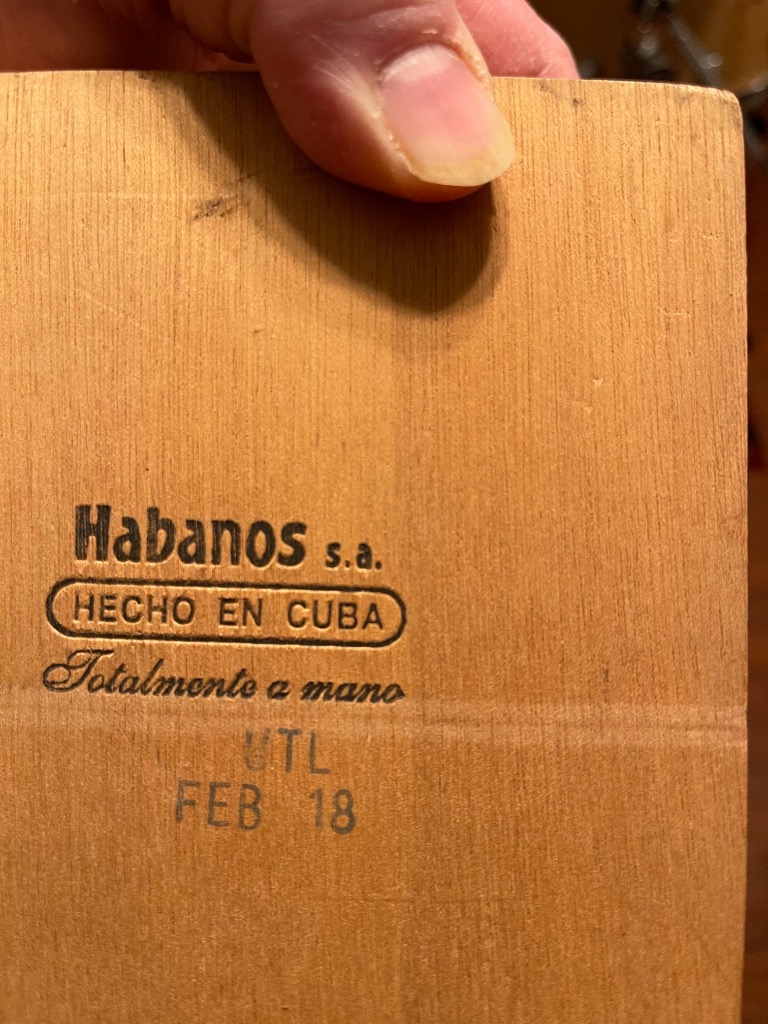 Habanos s.a.
HECHO EN CUBA
Totalmente a mano
UTL
FEB 18